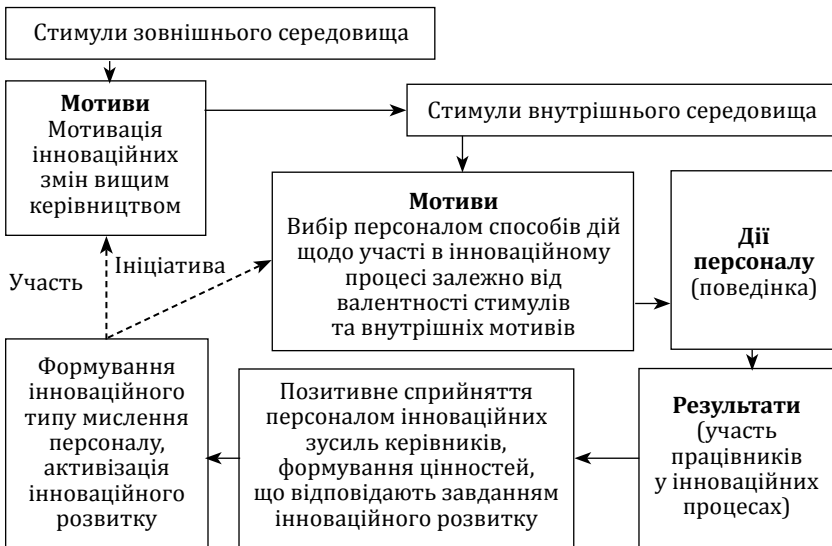 Стимули зовнішнього середовища
Мотиви
Мотивація
інноваційних
змін вищим
керівництвом
Стимули внутрішнього середовища
Мотиви
Вибір персоналом способів дій
щодо участі в інноваційному
процесі залежно від
валентності стимулів
та внутрішніх мотивів
Дії
персоналу
(поведінка)
Участь
Ініціатива
Формування
інноваційного
типу мислення
персоналу,
активізація
інноваційного
розвитку
Позитивне сприйняття
персоналом інноваційних
зусиль керівників,
формування цінностей,
що відповідають завданням
інноваційного розвитку
Результати
(участь
працівників
у інноваційних
процесах)